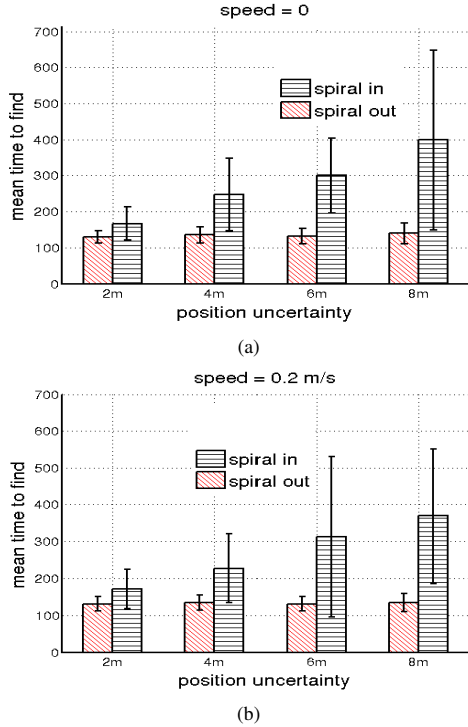 speed = 0
700
600
500
400
300
200
100
0
mean time to find
spiral in
spiral out
2m 4m 6m 8m
position uncertainty
(a)
speed = 0.2 m/s
700
600
500
400
300
200
100
0
mean time to find
spiral in
spiral out
2m 4m 6m 8m
position uncertainty
(b)